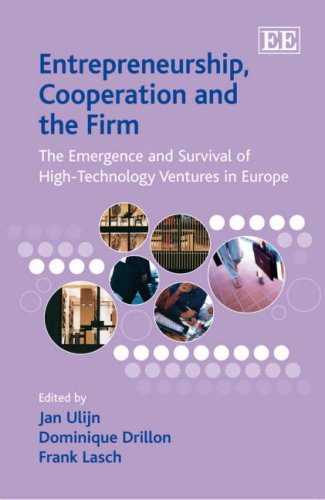 EE
Entrepreneurship,
Cooperation and
the Firm
The Emergence and Survival of
High-Technology Ventures in Europe
Edited by
Jan Ulijn
Dominique Drillon
Frank Lasch